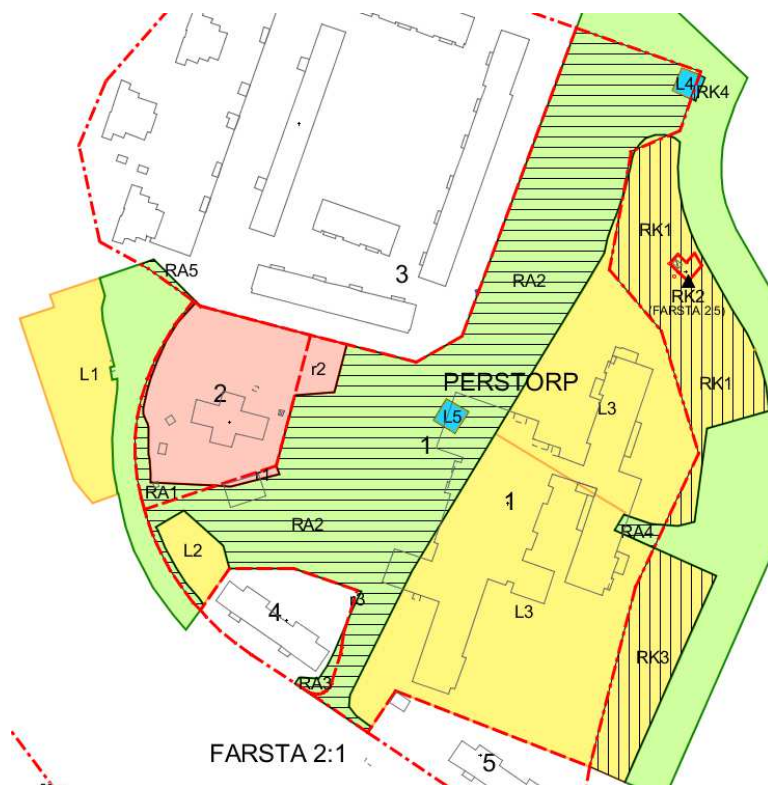 L4
RK4
RK1
3
RA5
RA2
RK2
(FARSTA 2:5)
L1
r2
PERSTORP
RK1
2
L3
L5
1
r1
RA1
1
RA2
RA4
L2
r3
4
L3
RK3
RA3
FARSTA 2:1
5